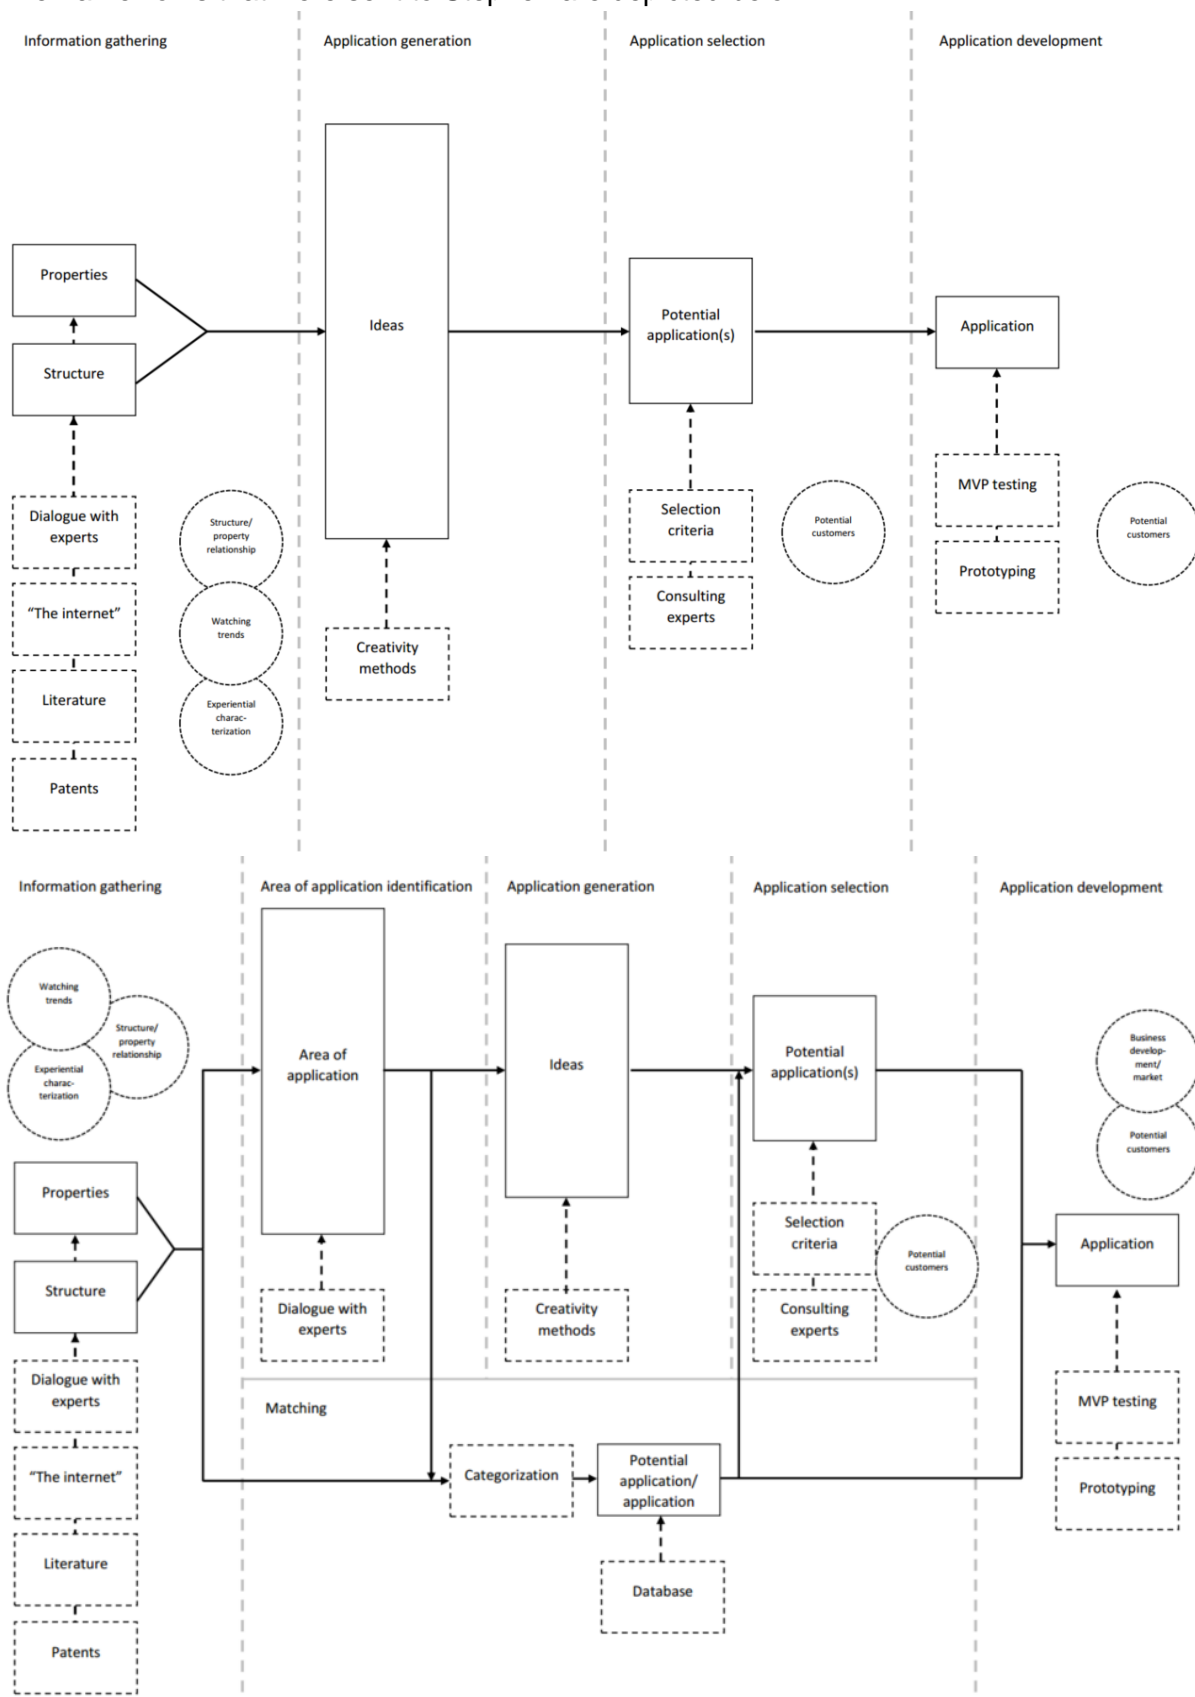 Information gathering
Application generation
Application selection
Application development
Properties
Structure
Ideas
Potential
application(s)
Application
Dialogue with
experts
"The internet"
Literature
Patents
Structure/
property
relationship
Watching
trends
Experiential
charac-
terization
Creativity
methods
Selection
criteria
Consulting
experts
Potential
customers
MVP testing
Prototyping
Potential
customers
Information gathering
Area of application identification
Application generation
Application selection
Application development
Watching
trends
Structure/
property
relationship
Experiential
charac-
terization
Properties
Structure
Dialogue with
experts
"The internet"
Literature
Patents
Area of
application
Dialogue with
experts
Ideas
Creativity
methods
Potential
application(s)
Selection
criteria
Consulting
experts
Potential
customers
Matching
Categorization
Potential
application/
application
Database
Business
develop-
ment/
market
Potential
customers
Application
MVP testing
Prototyping